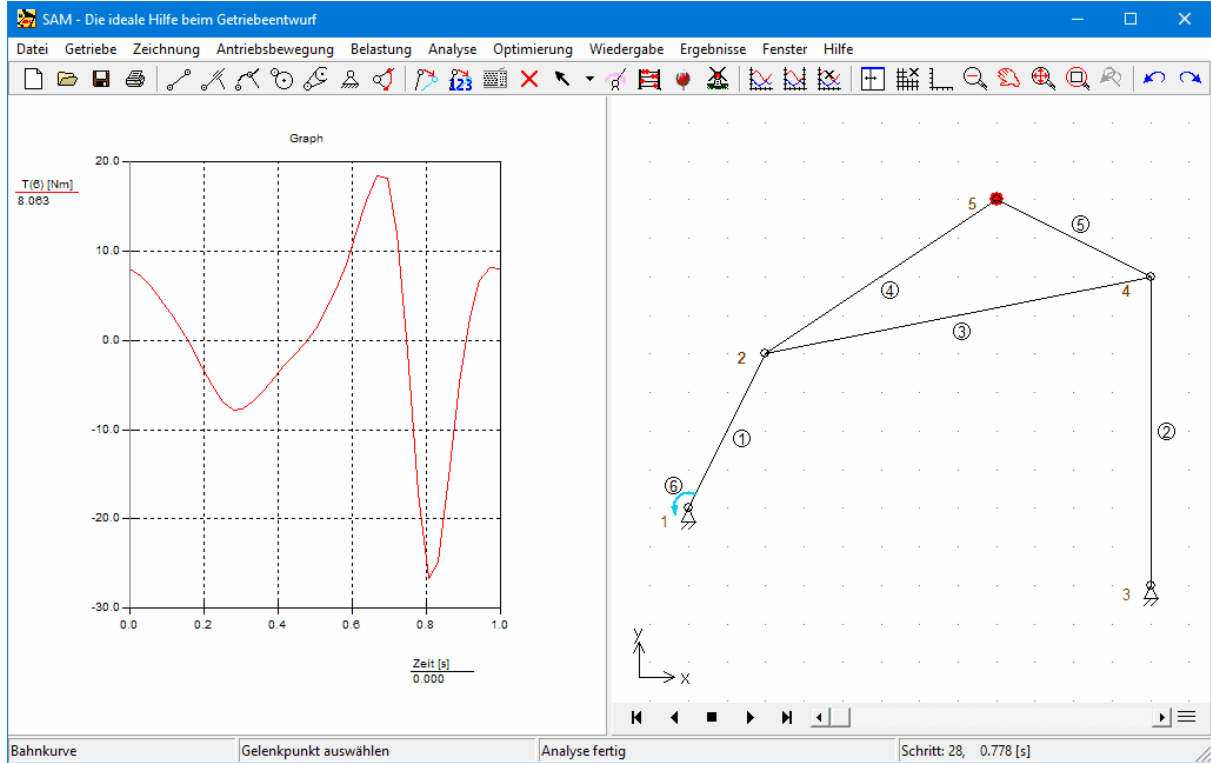 SAM - Die ideale Hilfe beim Getriebeentwurf
Datei Getriebe Zeichnung Antriebsbewegung Belastung Analyse Optimierung Wiedergabe Ergebnisse Fenster Hilfe
123
Graph
T(6) [Nm]
8.063
20.0
10.0
0.0
-10.0
-20.0
-30.0
0.0 0.2 0.4 0.6 0.8 1.0
Zeit [s]
0.000
5
5
4
4
3
2
2
1
6
1
3
y
x
Bahnkurve Gelenkpunkt auswählen Analyse fertig Schritt: 28, 0.778 [s]